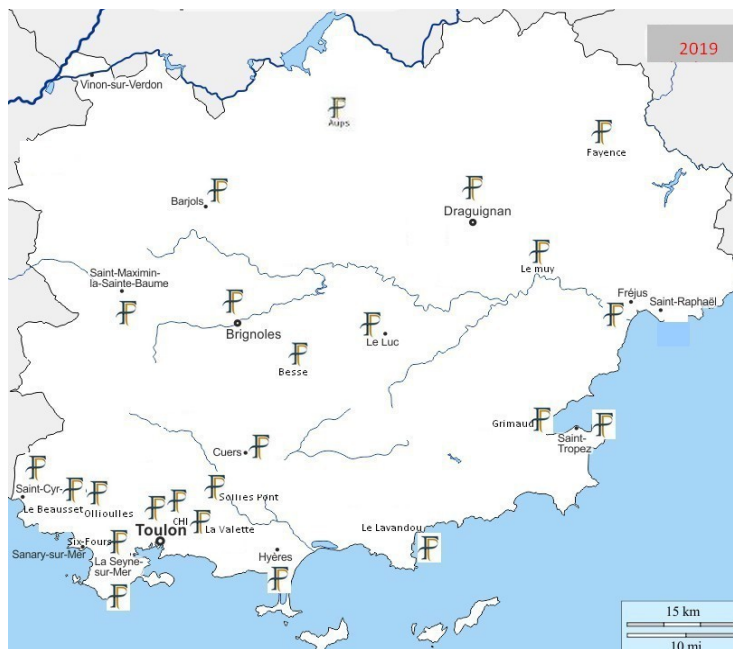 2019
Vinon-sur-Verdon
Aups
Fayence
Barjols
Draguignan
Le muy
Saint-Maximin-
la-Sainte-Baume
Fréjus
Saint-Raphaël
Brignoles
Le Luc
Besse
Grimaud
Saint-
Tropez
Cuers
Saint-Cyr-
Sollies Pont
Le Beausset
Ollioulles
CHI
La Valette
Toulon
Le Lavandou
Six-Fours
Sanary-sur-Mer
La Seyne-
sur-Mer
Hyères
15 km
10 mi